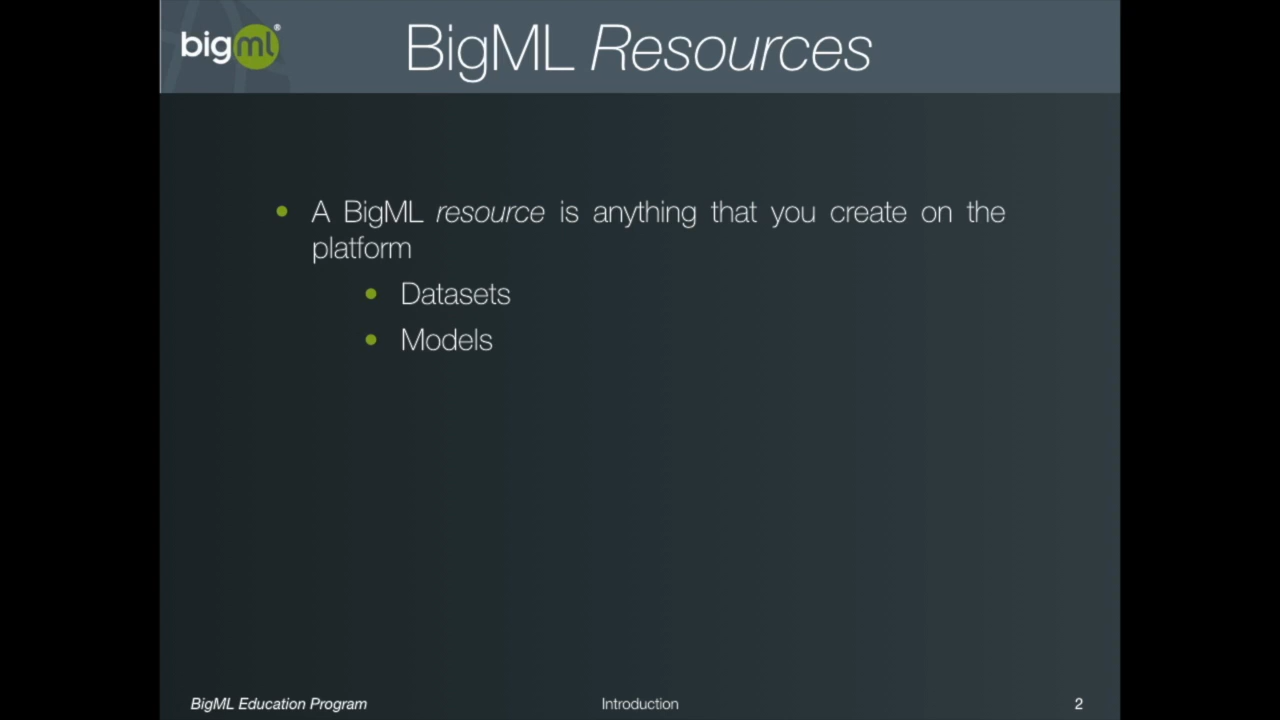 bigml®
BigML Resources
A BigML resource is anything that you create on the
platform
Datasets
Models
BigML Education Program
Introduction
2